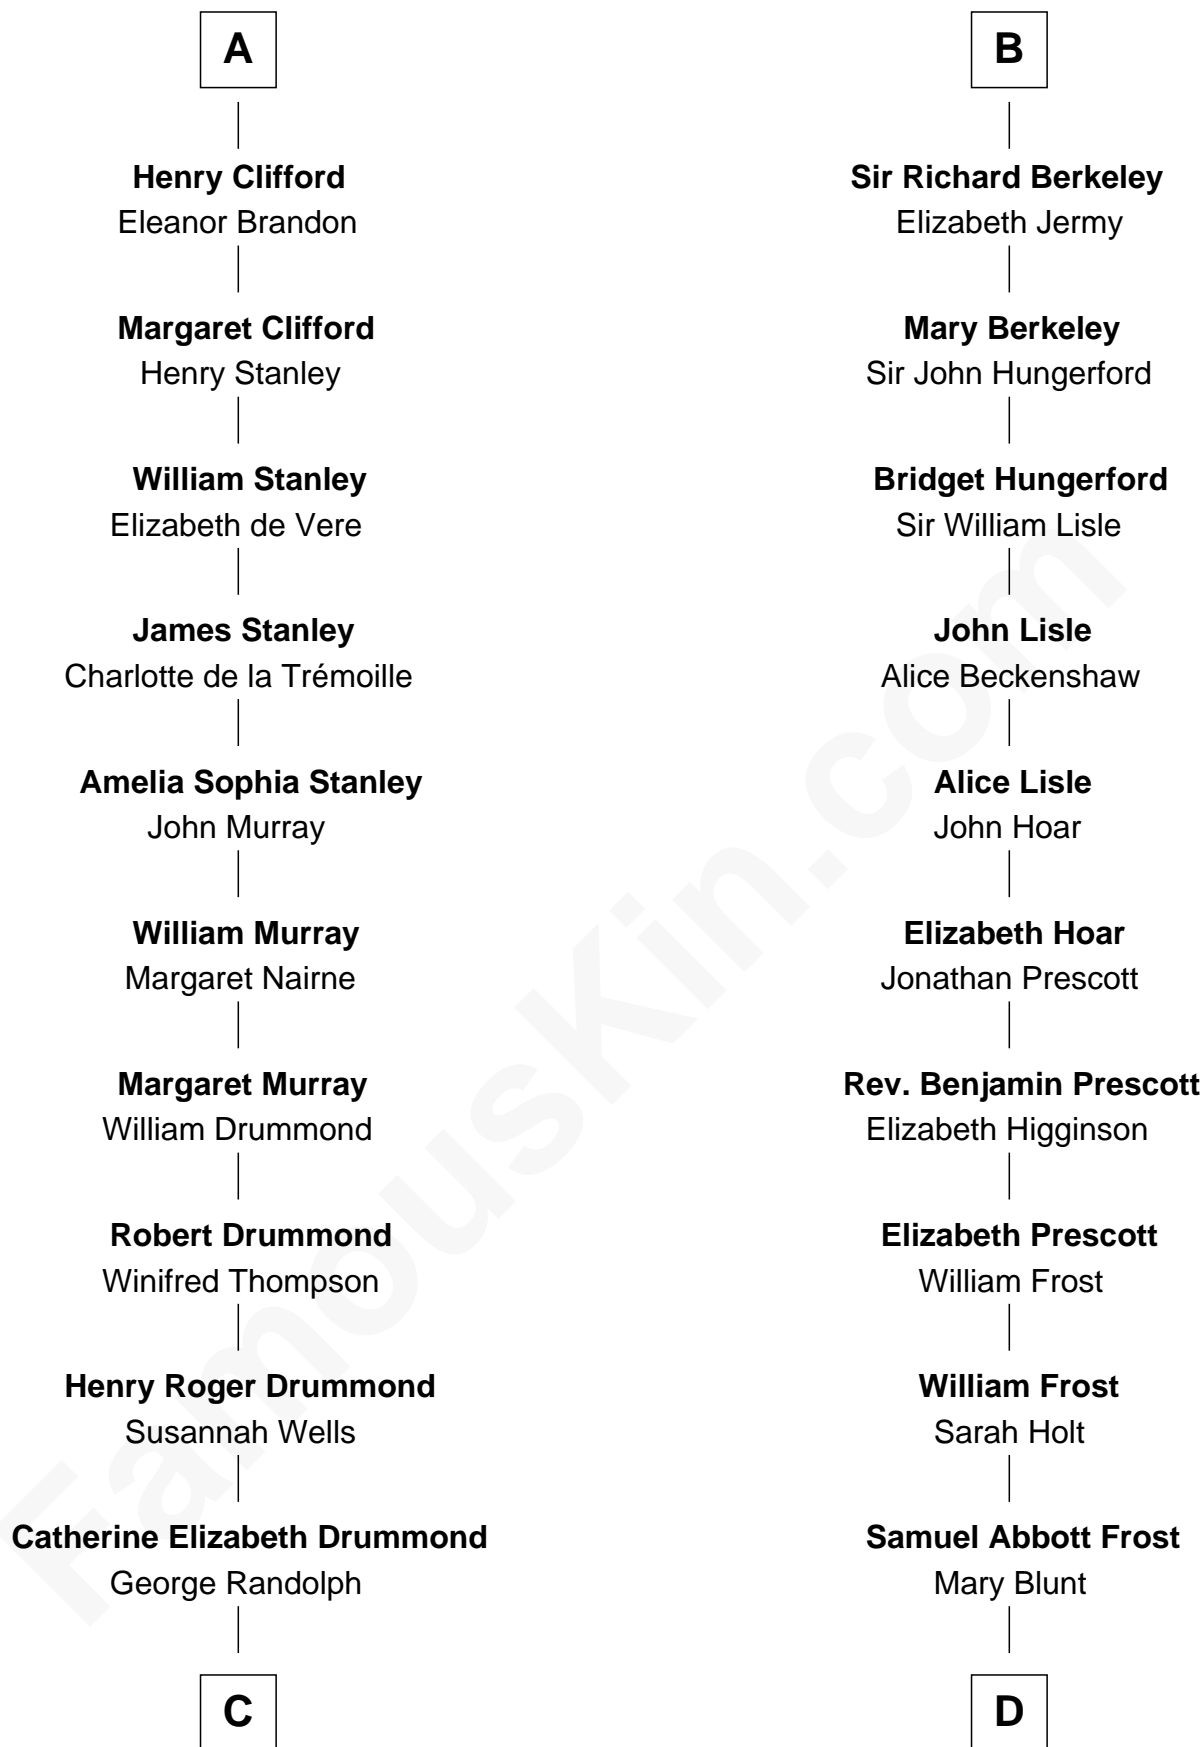 A
Henry Clifford
Eleanor Brandon
Margaret Clifford
Henry Stanley
William Stanley
Elizabeth de Vere
James Stanley
Charlotte de la Trémoille
Amelia Sophia Stanley
John Murray
William Murray
Margaret Nairne
Margaret Murray
William Drummond
Robert Drummond
Winifred Thompson
Henry Roger Drummond
Susannah Wells
Catherine Elizabeth Drummond
George Randolph
C
B
Sir Richard Berkeley
Elizabeth Jermy
Mary Berkeley
Sir John Hungerford
Bridget Hungerford
Sir William Lisle
John Lisle
Alice Beckenshaw
Alice Lisle
John Hoar
Elizabeth Hoar
Jonathan Prescott
Rev. Benjamin Prescott
Elizabeth Higginson
Elizabeth Prescott
William Frost
William Frost
Sarah Holt
Samuel Abbott Frost
Mary Blunt
D
FamousKin.com